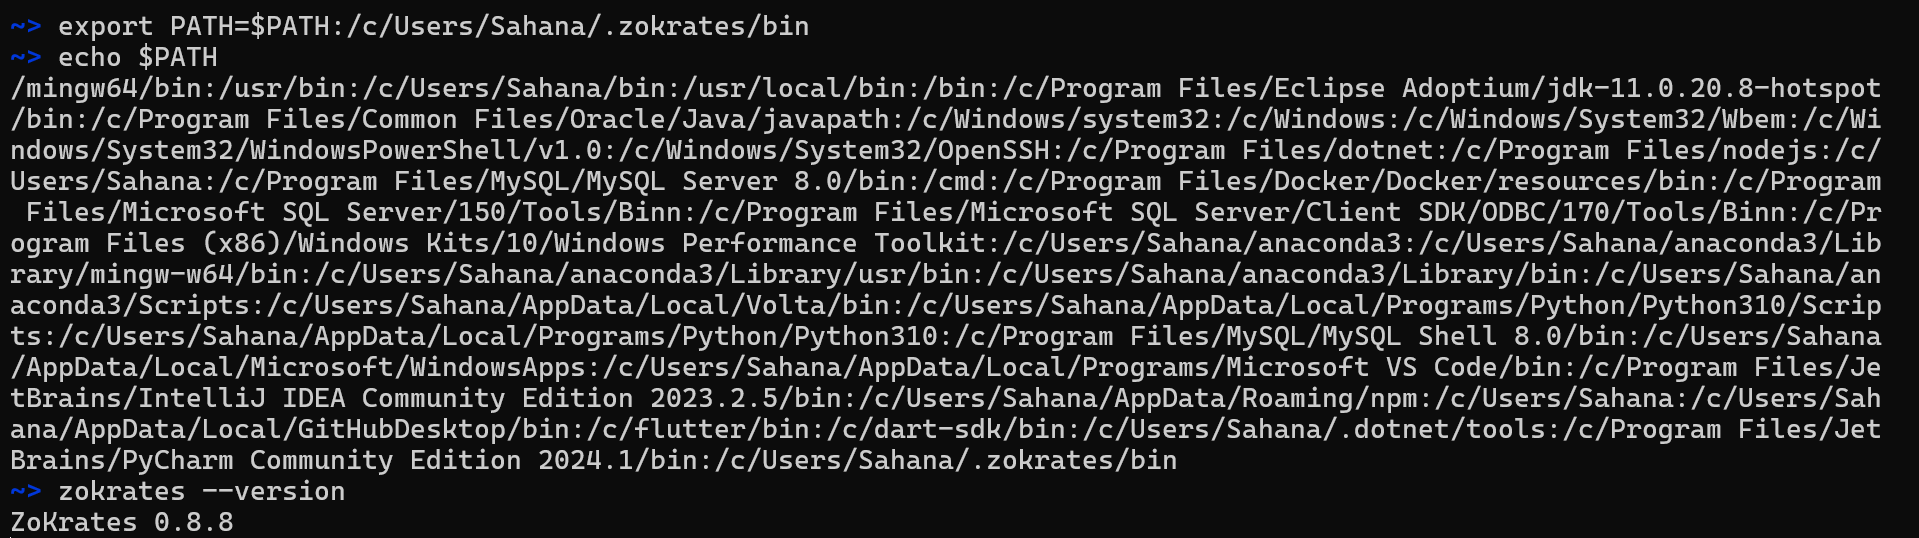 ~> export PATH=$PATH:/c/Users/Sahana/.zokrates/bin
~> echo $PATH
/mingw64/bin:/usr/bin:/c/Users/Sahana/bin:/usr/local/bin:/bin:/c/Program Files/Eclipse Adoptium/jdk-11.0.20.8-hotspot
/bin:/c/Program Files/Common Files/Oracle/Java/javapath:/c/Windows/system32:/c/Windows:/c/Windows/System32/Wbem:/c/Wi
ndows/System32/WindowsPowerShell/v1.0:/c/Windows/System32/OpenSSH:/c/Program Files/dotnet:/c/Program Files/nodejs:/c/
Users/Sahana:/c/Program Files/MySQL/MySQL Server 8.0/bin:/cmd:/c/Program Files/Docker/Docker/resources/bin:/c/Program
 Files/Microsoft SQL Server/150/Tools/Binn:/c/Program Files/Microsoft SQL Server/Client SDK/ODBC/170/Tools/Binn:/c/Pr
ogram Files (x86)/Windows Kits/10/Windows Performance Toolkit:/c/Users/Sahana/anaconda3:/c/Users/Sahana/anaconda3/Lib
rary/mingw-w64/bin:/c/Users/Sahana/anaconda3/Library/usr/bin:/c/Users/Sahana/anaconda3/Library/bin:/c/Users/Sahana/an
aconda3/Scripts:/c/Users/Sahana/AppData/Local/Volta/bin:/c/Users/Sahana/AppData/Local/Programs/Python/Python310/Scrip
ts:/c/Users/Sahana/AppData/Local/Programs/Python/Python310:/c/Program Files/MySQL/MySQL Shell 8.0/bin:/c/Users/Sahana
/AppData/Local/Microsoft/WindowsApps:/c/Users/Sahana/AppData/Local/Programs/Microsoft VS Code/bin:/c/Program Files/Je
tBrains/IntelliJ IDEA Community Edition 2023.2.5/bin:/c/Users/Sahana/AppData/Roaming/npm:/c/Users/Sahana:/c/Users/Sah
ana/AppData/Local/GitHubDesktop/bin:/c/flutter/bin:/c/dart-sdk/bin:/c/Users/Sahana/.dotnet/tools:/c/Program Files/Jet
Brains/PyCharm Community Edition 2024.1/bin:/c/Users/Sahana/.zokrates/bin
~> zokrates --version
ZoKrates 0.8.8